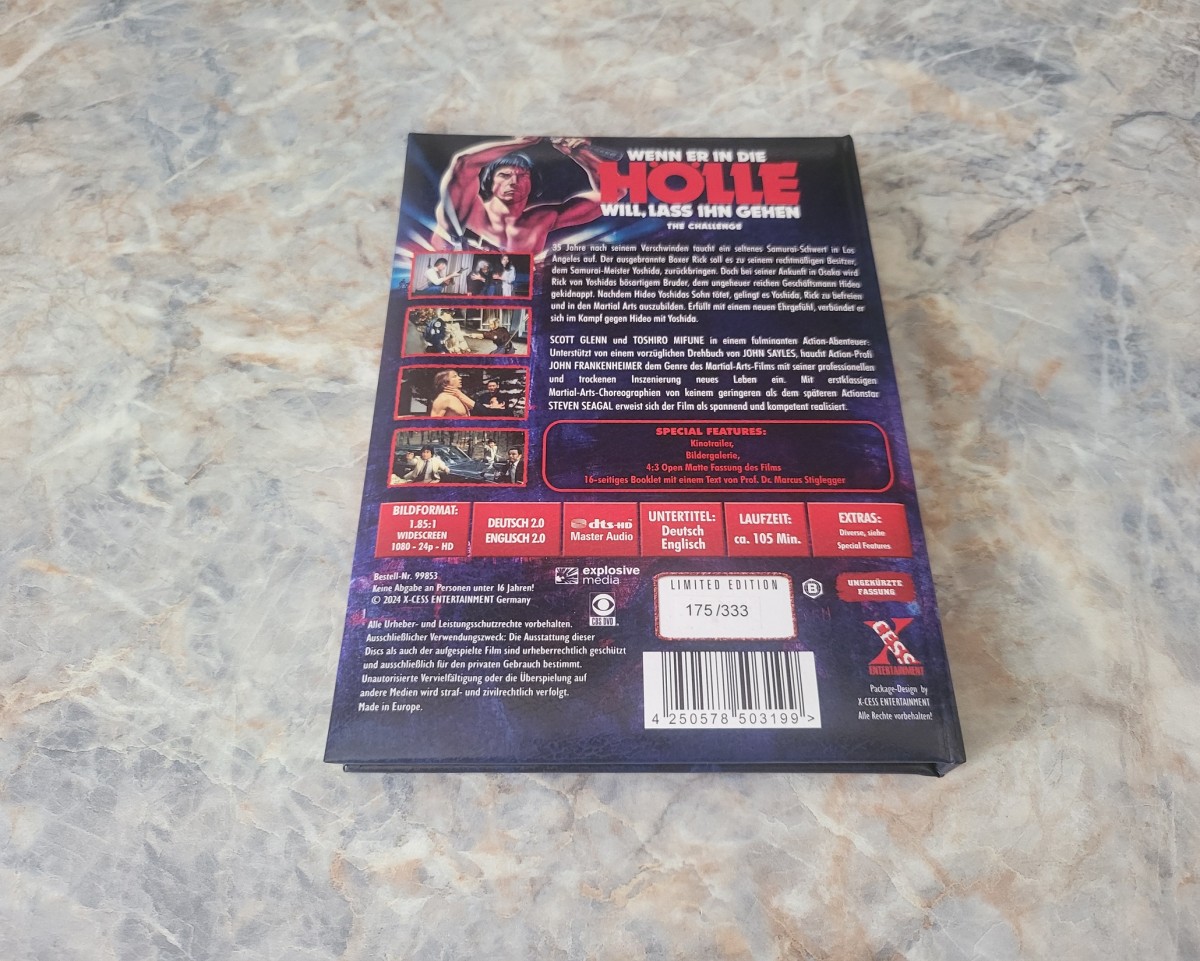 WENN ER IN DIE
HÖLLE
WILL, LASS IHN GEHEN
THE CHALLENGE
35 Jahre nach seinem Verschwinden taucht ein seltenes Samurai-Schwert in Los
Angeles auf. Der ausgebrannte Boxer Rick soll es zu seinem rechtmäßigen Besitzer,
dem Samurai-Meister Yoshida, zurückbringen. Doch bei seiner Ankunft in Osaka wird
Rick von Yoshidas bösartigem Bruder, dem ungeheuer reichen Geschäftsmann Hideo
gekidnappt. Nachdem Hideo Yoshidas Sohn tötet, gelingt es Yoshida, Rick zu befreien
und in den Martial Arts auszubilden. Erfüllt mit einem neuen Ehrgefühl, verbündet er
sich im Kampf gegen Hideo mit Yoshida.
SCOTT GLENN und TOSHIRO MIFUNE in einem fulminanten Action-Abenteuer:
Unterstützt von einem vorzüglichen Drehbuch von JOHN SAYLES, haucht Action-Profi
JOHN FRANKENHEIMER dem Genre des Martial-Arts-Films mit seiner professionellen
und trockenen Inszenierung neues Leben ein. Mit erstklassigen
Martial-Arts-Choreographien von keinem geringeren als dem späteren Actionstar
STEVEN SEAGAL erweist sich der Film als spannend und kompetent realisiert.
SPECIAL FEATURES:
Kinotrailer,
Bildergalerie,
4:3 Open Matte Fassung des Films
16-seitiges Booklet mit einem Text von Prof. Dr. Marcus Stiglegger
BILDFORMAT:
1.85:1
WIDESCREEN
1080 - 24p - HD
DEUTSCH 2.0
ENGLISCH 2.0
dts-HD
Master Audio
UNTERTITEL:
Deutsch
Englisch
LAUFZEIT:
ca. 105 Min.
EXTRAS:
Diverse, siehe
Special Features
Bestell-Nr. 99853
Keine Abgabe an Personen unter 16 Jahren!
© 2024 X-CESS ENTERTAINMENT Germany
1
Alle Urheber- und Leistungsschutzrechte vorbehalten.
Ausschließlicher Verwendungszweck: Die Ausstattung dieser
Discs als auch der aufgespielte Film sind urheberrechtlich geschützt
und ausschließlich für den privaten Gebrauch bestimmt.
Unautorisierte Vervielfältigung oder die Überspielung auf
andere Medien wird straf- und zivilrechtlich verfolgt.
Made in Europe.
explosive
media
CBS DVD
LIMITED EDITION
175/333
B
UNGEKÜRZTE
FASSUNG
4 250578 503199 >
X
CESS
ENTERTAINMENT
Package-Design by
X-CESS ENTERTAINMENT
Alle Rechte vorbehalten!